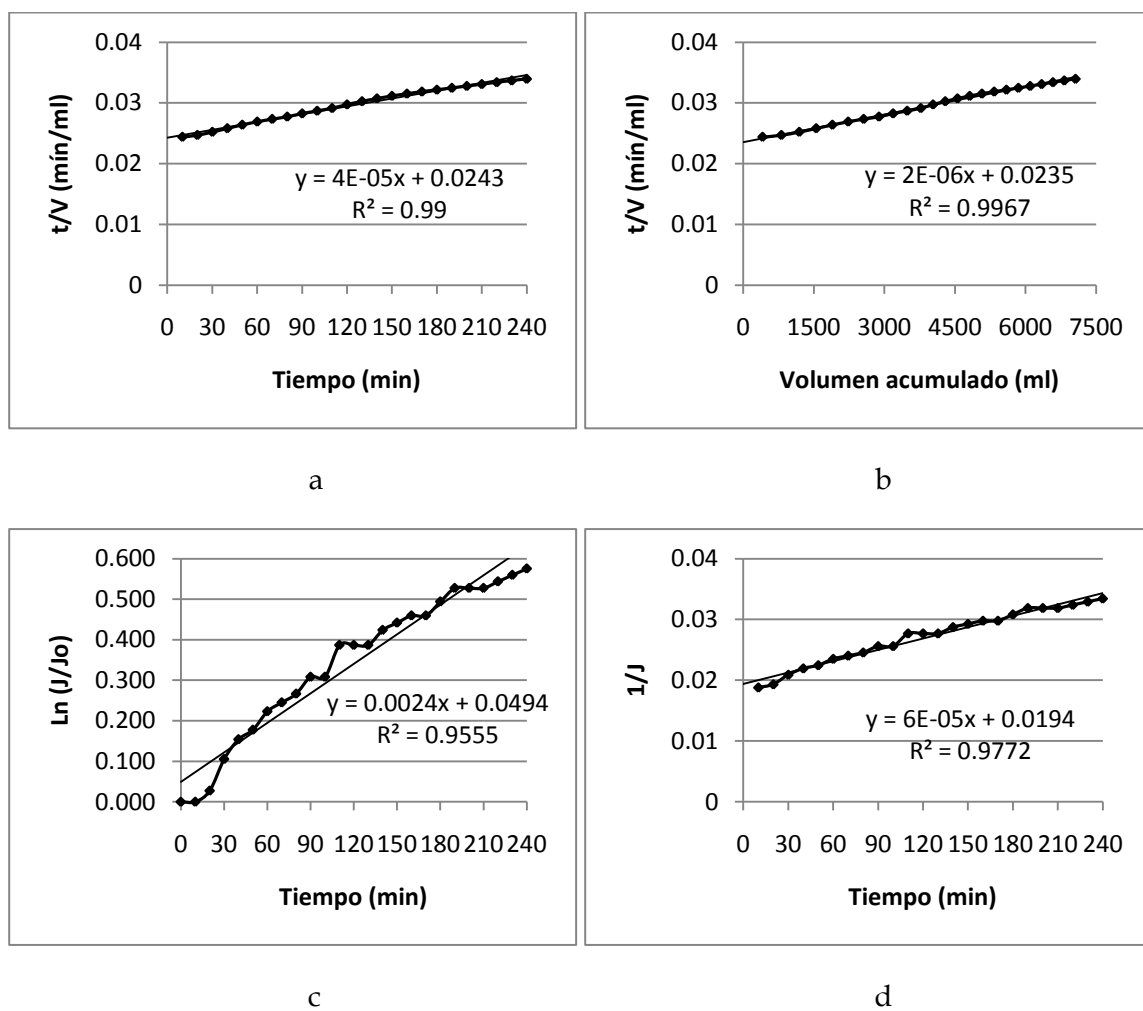 0.04
0.03
0.02
0.01
0
t/V (mín/ml)
y = 4E-05x + 0.0243
R² = 0.99
0 30 60 90 120 150 180 210 240
Tiempo (min)
a
0.04
0.03
0.02
0.01
0
t/V (mín/ml)
y = 2E-06x + 0.0235
R² = 0.9967
0 1500 3000 4500 6000 7500
Volumen acumulado (ml)
b
0.600
0.500
0.400
0.300
0.200
0.100
0.000
Ln (J/Jo)
y = 0.0024x + 0.0494
R² = 0.9555
0 30 60 90 120 150 180 210 240
Tiempo (min)
c
0.04
0.03
0.02
0.01
0
1/J
y = 6E-05x + 0.0194
R² = 0.9772
0 30 60 90 120 150 180 210 240
Tiempo (min)
d